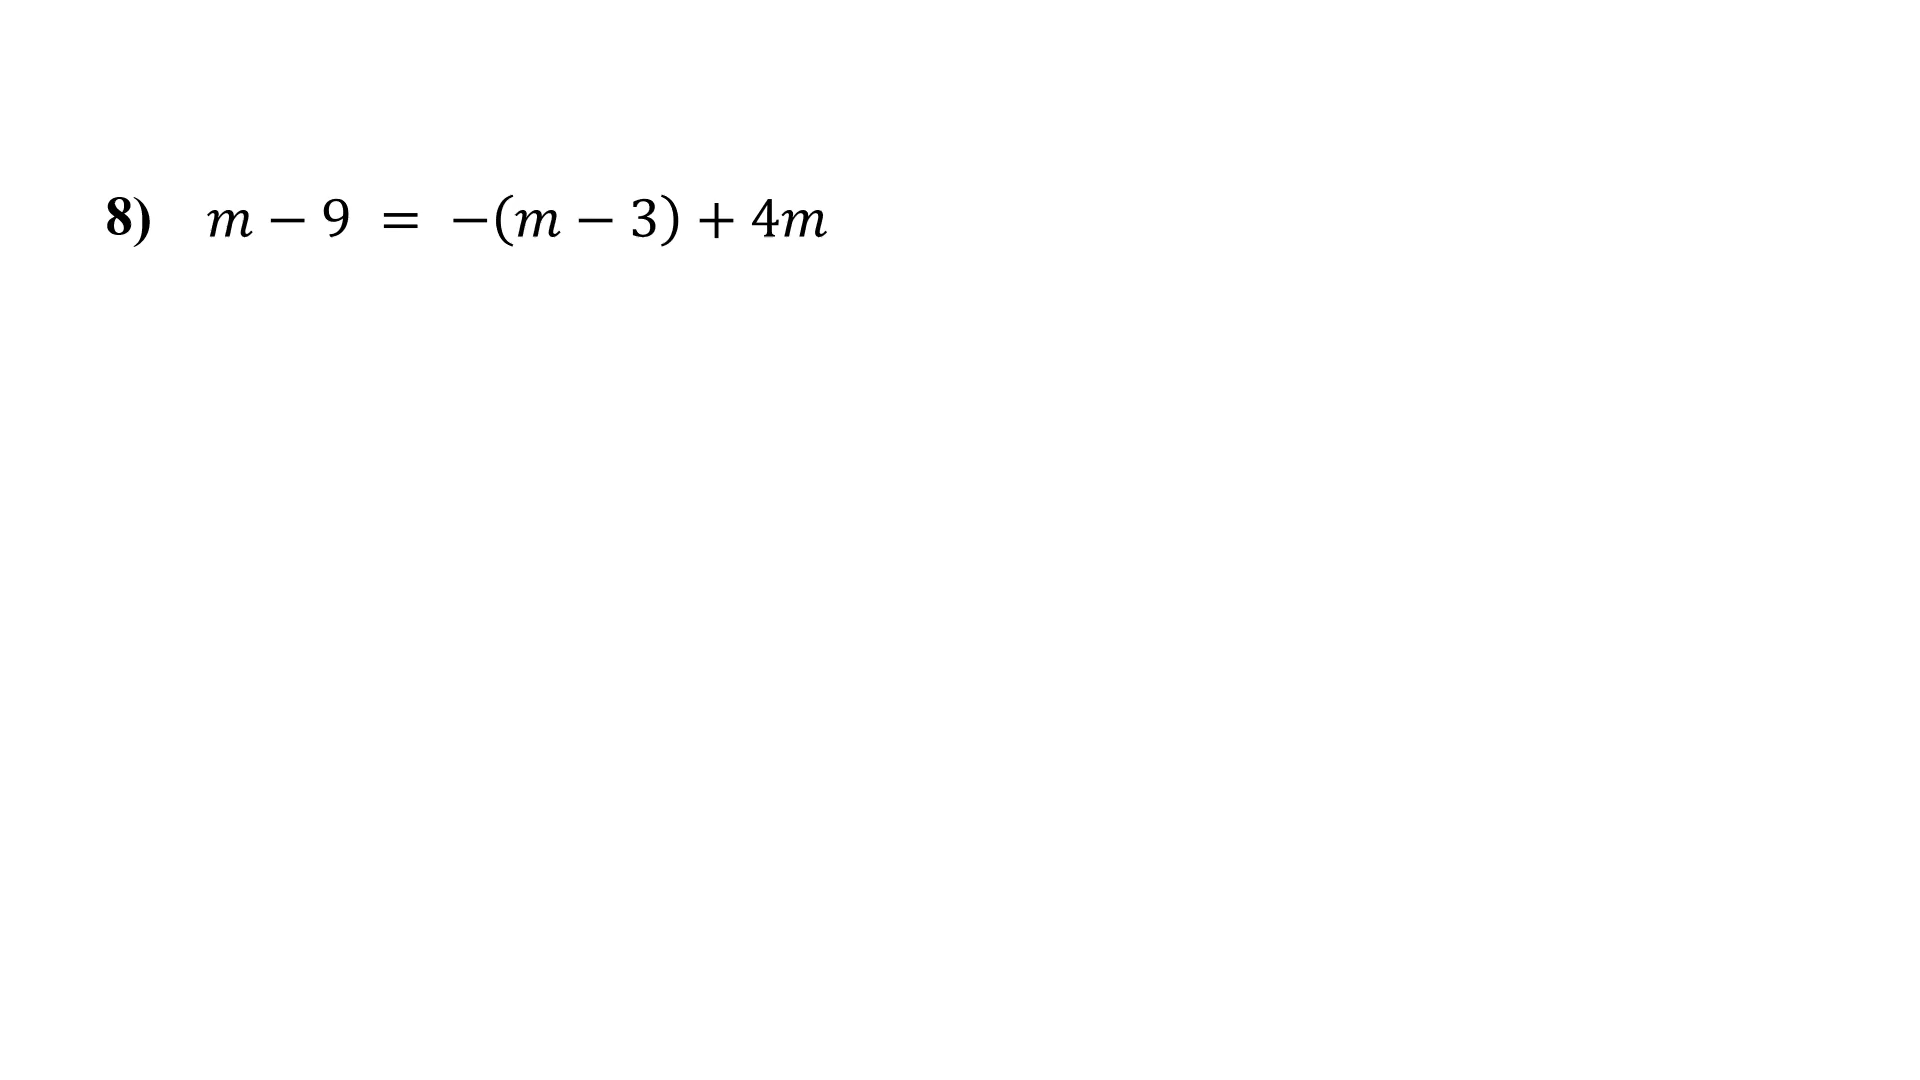 8) m − 9 = −(m − 3) + 4m